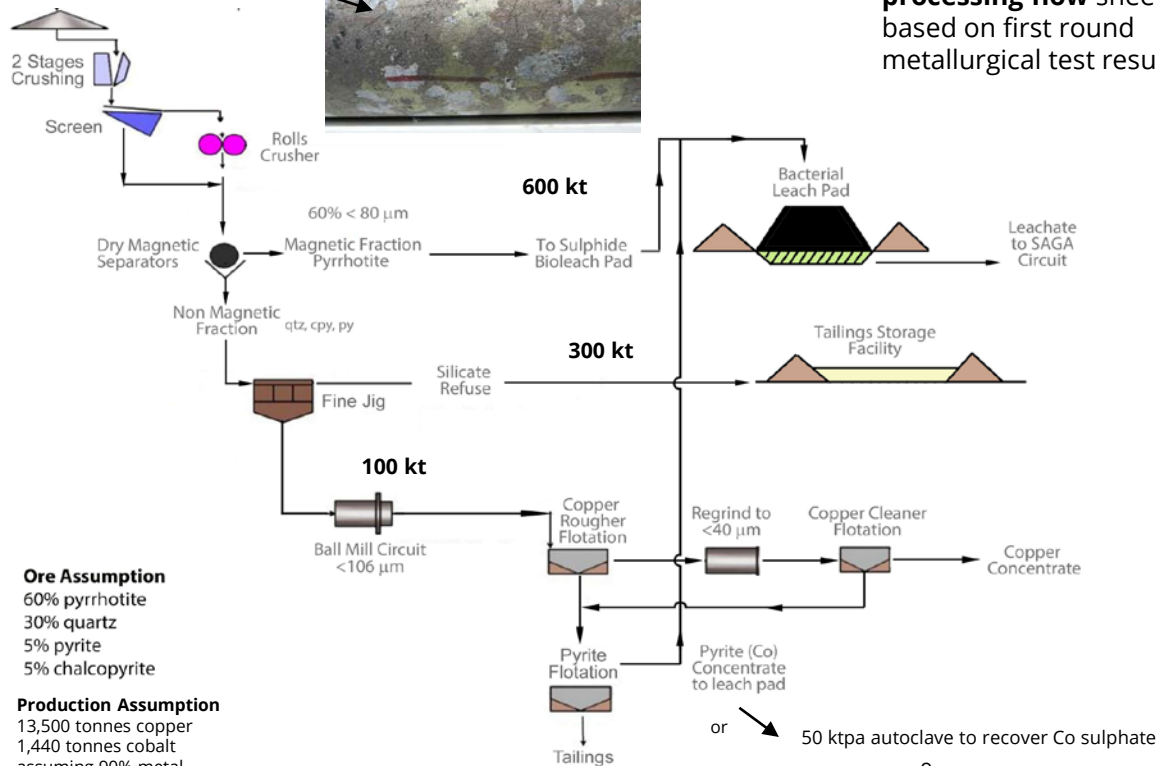 processing flow
based on first round
metallurgical test
2 Stages
Crushing
Screen
Rolls
Crusher
600 kt
Bacterial
Leach Pad
60% < 80 µm
Dry Magnetic
Separators
Magnetic Fraction
Pyrrhotite
To Sulphide
Bioleach Pad
Leachate
to SAGA
Circuit
Non Magnetic
Fraction
qtz, cpy, py
300 kt
Tailings Storage
Facility
Silicate
Refuse
Fine Jig
100 kt
Copper
Rougher
Flotation
Regrind to
<40 µm
Copper Cleaner
Flotation
Ball Mill Circuit
<106 µm
Copper
Concentrate
Ore Assumption
60% pyrrhotite
30% quartz
5% pyrite
5% chalcopyrite
Pyrite
Flotation
Pyrite (Co)
Concentrate
to leach pad
Production Assumption
13,500 tonnes copper
1,440 tonnes cobalt
assuming 90% metal
or
50 ktpa autoclave to recover Co sulphate
Tailings